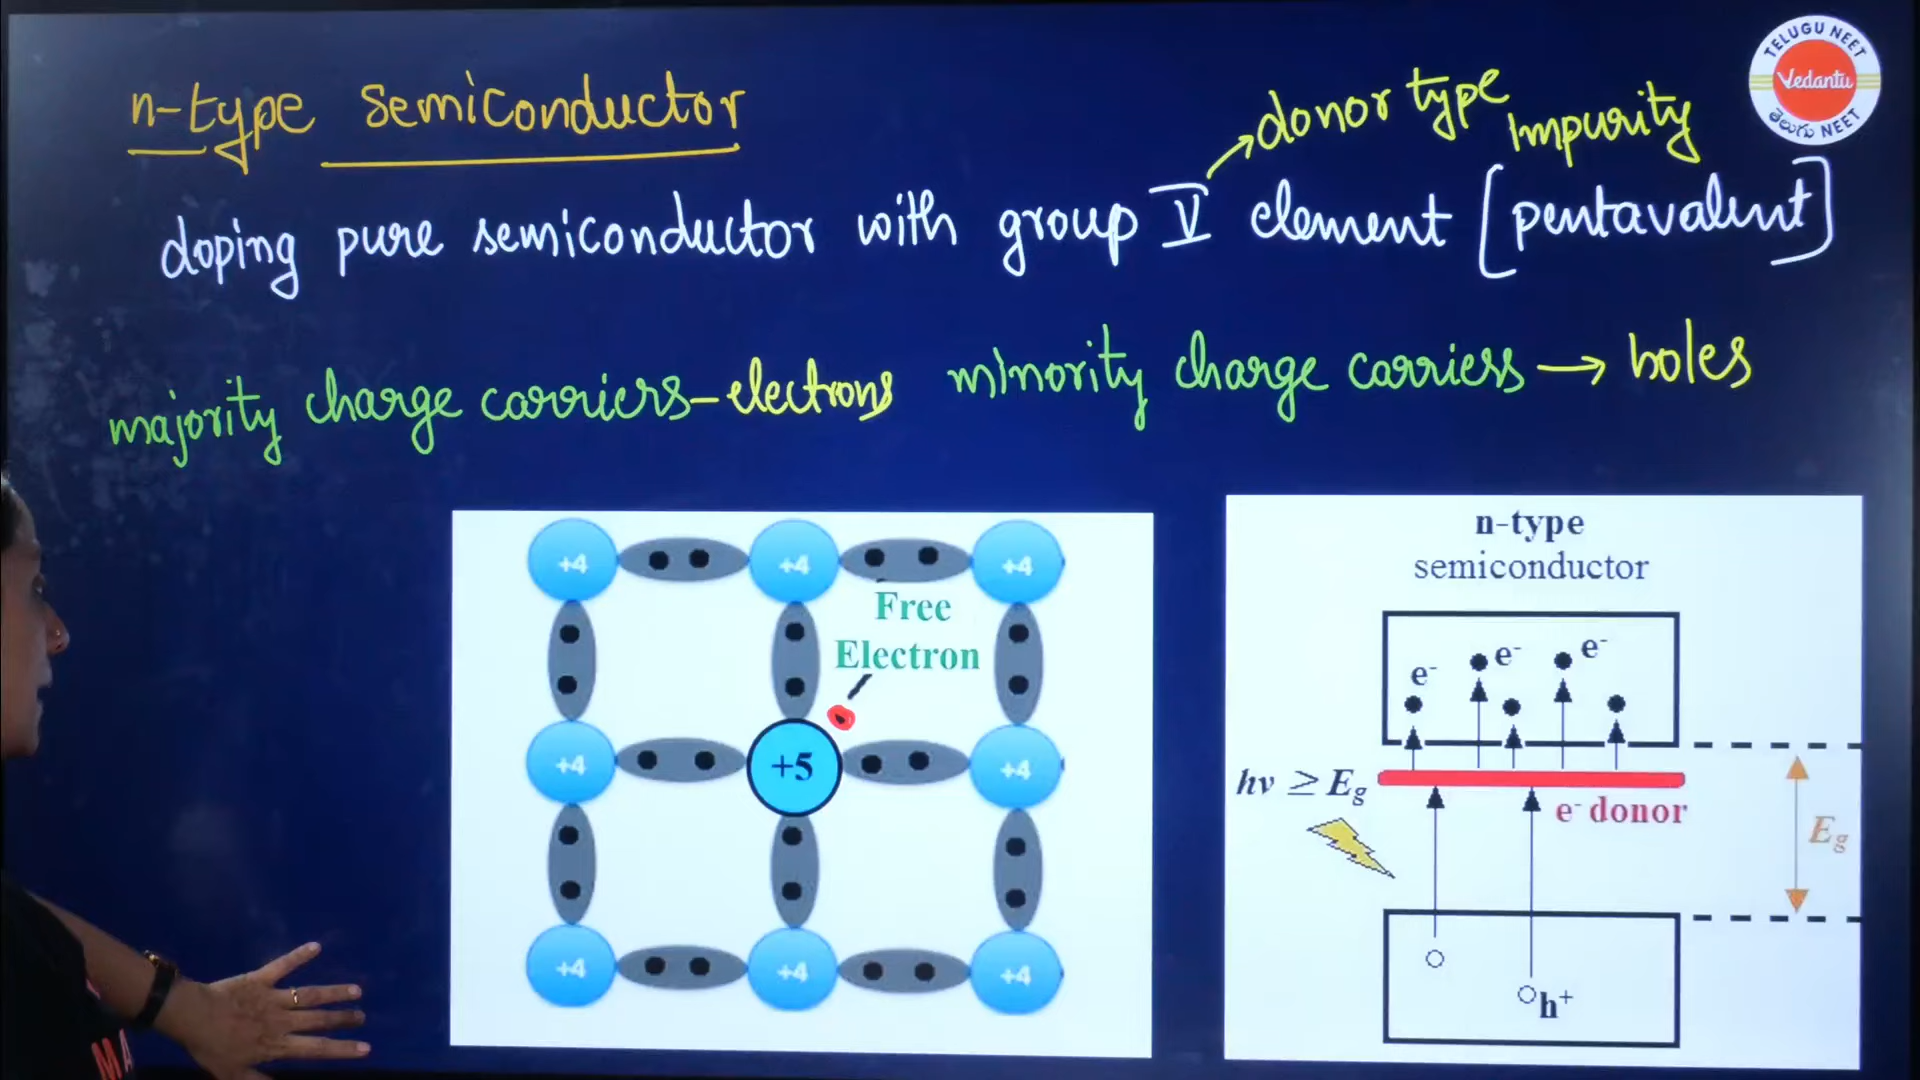 TELUGU NEET
Vedantu
తెలుగు NEET
n-type semiconductor
donor type Impurity
doping pure semiconductor with group V element [pentavalent]
majority charge carriers - electrons
minority charge carriers → holes
+4 +4 +4
Free
Electron
+4 +5 +4
+4 +4 +4
n-type
semiconductor
e- e- e-
hν ≥ Eg
e- donor
Eg
h+
MA